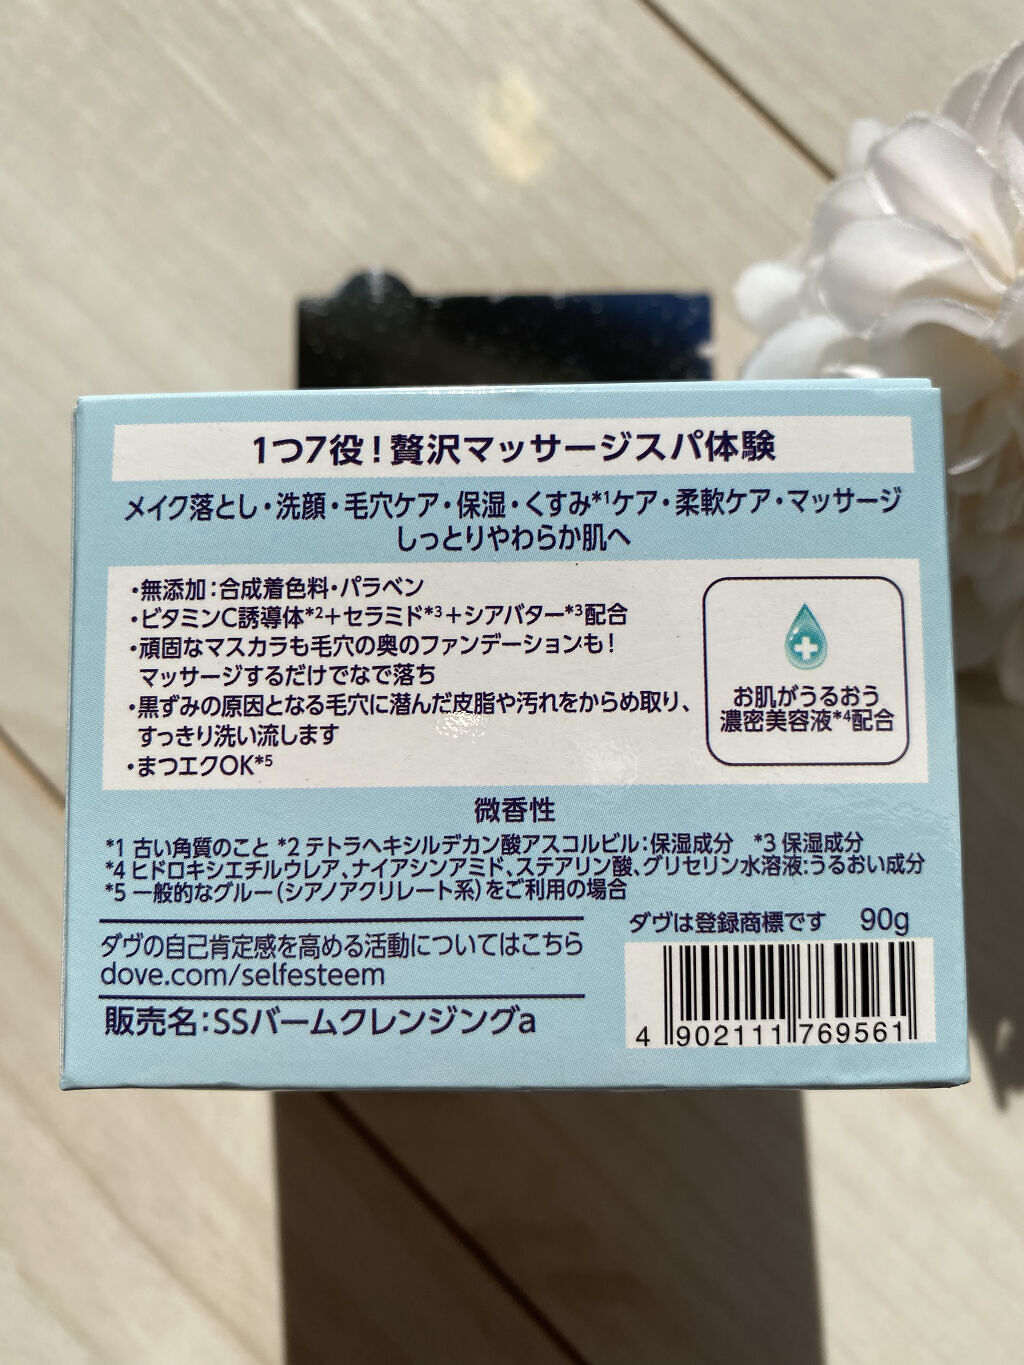 1つ7役！贅沢マッサージスパ体験
メイク落とし・洗顔・毛穴ケア・保湿・くすみ*1ケア・柔軟ケア・マッサージ
しっとりやわらか肌へ
・無添加：合成着色料・パラベン
・ビタミンC誘導体*2＋セラミド*3＋シアバター*3配合
・頑固なマスカラも毛穴の奥のファンデーションも！
マッサージするだけでなで落ち
・黒ずみの原因となる毛穴に潜んだ皮脂や汚れをからめ取り、
すっきり洗い流します
・まつエクOK*5
お肌がうるおう
濃密美容液*4配合
微香性
*1 古い角質のこと *2 テトラヘキシルデカン酸アスコルビル：保湿成分 *3 保湿成分
*4 ヒドロキシエチルウレア、ナイアシンアミド、ステアリン酸、グリセリン水溶液：うるおい成分
*5 一般的なグルー（シアノアクリレート系）をご利用の場合
ダヴの自己肯定感を高める活動についてはこちら
dove.com/selfesteem
販売名：SSバームクレンジングa
ダヴは登録商標です 90g
4 902111 769561